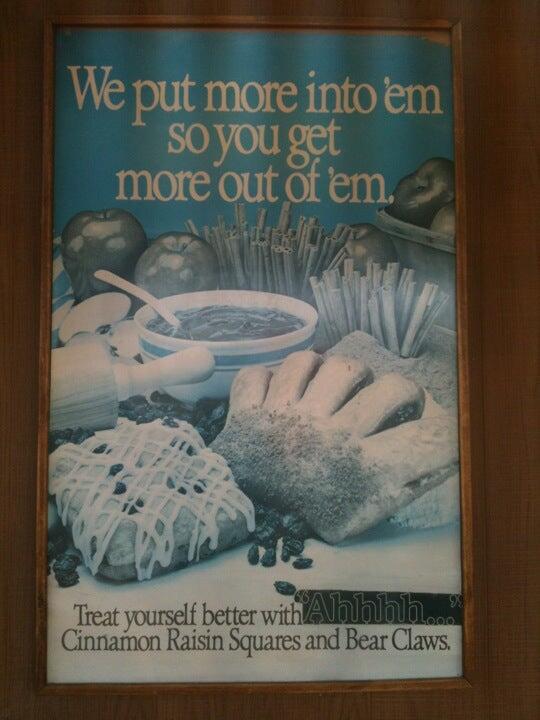 We put more into 'em
so you get
more out of 'em.
Treat yourself better with "Ahhhh..."
Cinnamon Raisin Squares and Bear Claws.